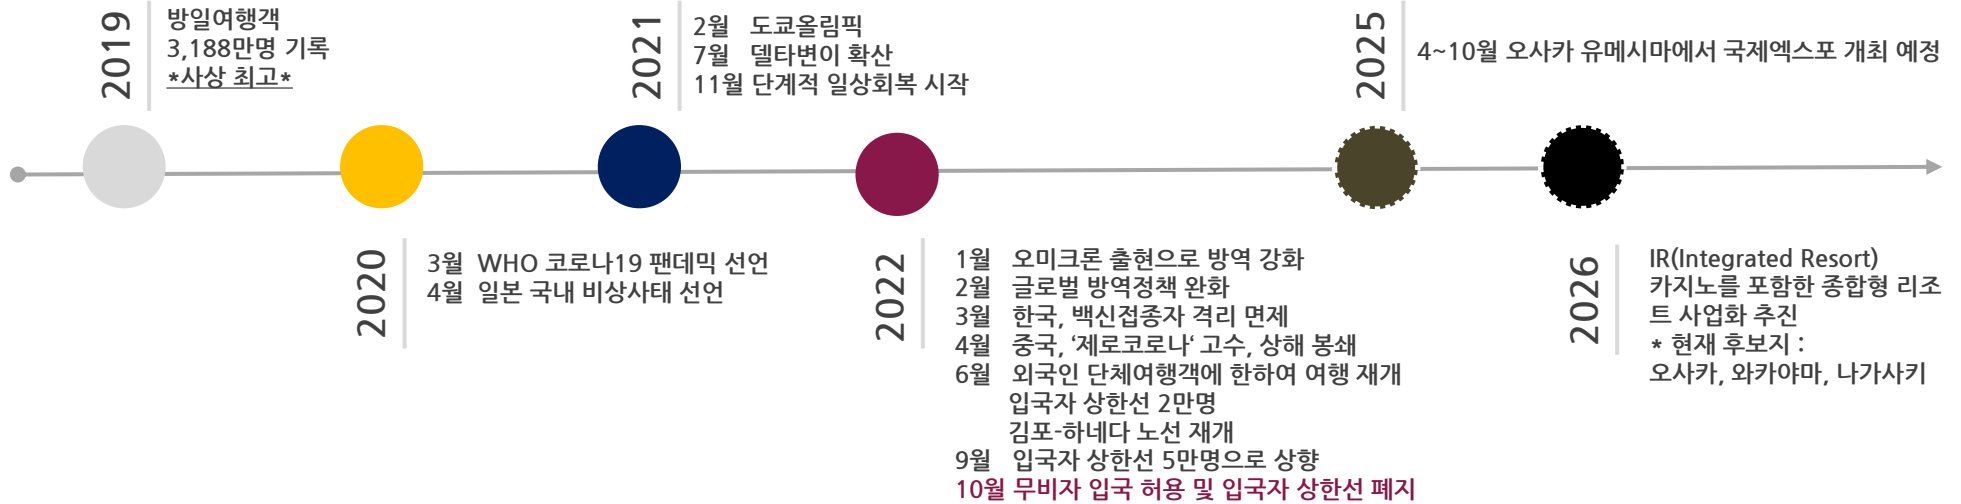 2019
방일여행객
3,188만명 기록
*사상 최고*
2021
2월 도쿄올림픽
7월 델타변이 확산
11월 단계적 일상회복 시작
2025
4~10월 오사카 유메시마에서 국제엑스포 개최 예정
2020
3월 WHO 코로나19 팬데믹 선언
4월 일본 국내 비상사태 선언
2022
1월 오미크론 출현으로 방역 강화
2월 글로벌 방역정책 완화
3월 한국, 백신접종자 격리 면제
4월 중국, ‘제로코로나‘ 고수, 상해 봉쇄
6월 외국인 단체여행객에 한하여 여행 재개
입국자 상한선 2만명
김포-하네다 노선 재개
9월 입국자 상한선 5만명으로 상향
10월 무비자 입국 허용 및 입국자 상한선 폐지
2026
IR(Integrated Resort)
카지노를 포함한 종합형 리조
트 사업화 추진
* 현재 후보지 :
오사카, 와카야마, 나가사키